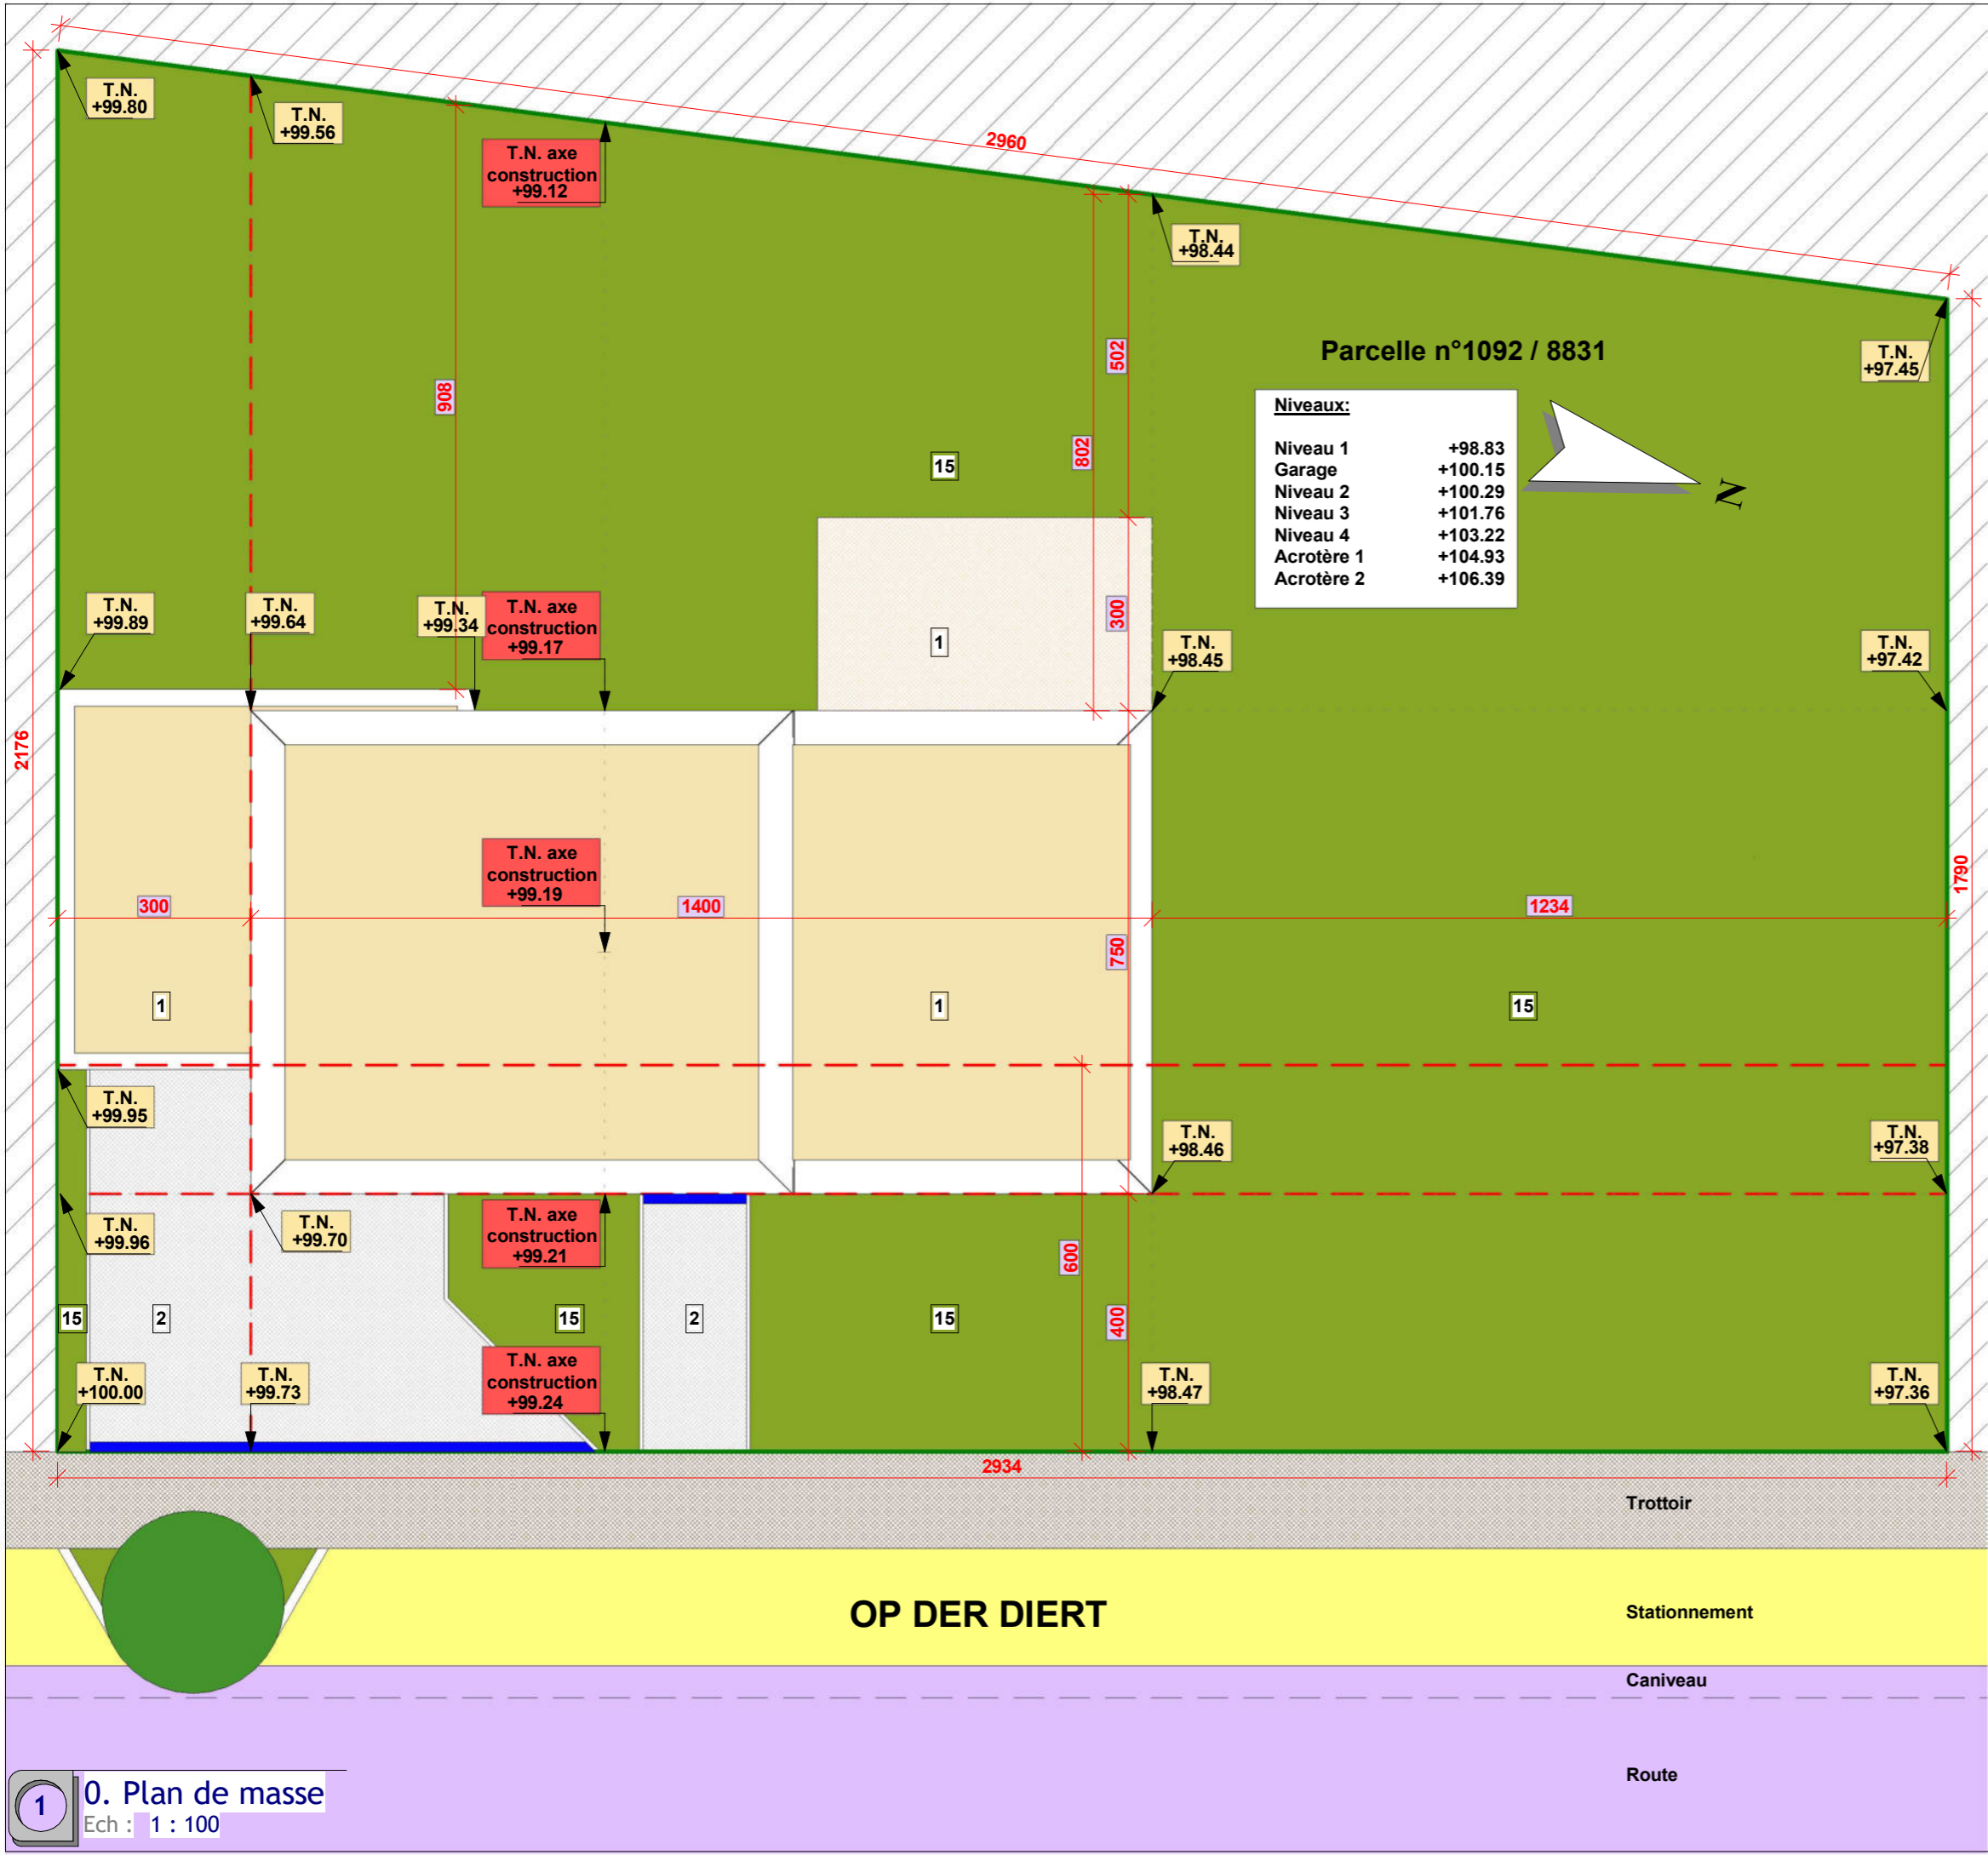 2960
T.N.
+99.80
T.N.
+99.56
T.N. axe
construction
+99.12
T.N.
+98.44
T.N.
+97.45
Parcelle n°1092 / 8831
908
502
802
Niveaux:
Niveau 1 +98.83
Garage +100.15
Niveau 2 +100.29
Niveau 3 +101.76
Niveau 4 +103.22
Acrotère 1 +104.93
Acrotère 2 +106.39
N
15
T.N.
+99.89
T.N.
+99.64
T.N.
+99.34
T.N. axe
construction
+99.17
1
300
T.N.
+98.45
T.N.
+97.42
2176
T.N. axe
construction
+99.19
1790
300
1400
1234
750
1
1
15
T.N.
+99.95
T.N.
+98.46
T.N.
+97.38
T.N.
+99.96
T.N.
+99.70
T.N. axe
construction
+99.21
600
400
15
2
15
2
15
T.N.
+100.00
T.N.
+99.73
T.N. axe
construction
+99.24
T.N.
+98.47
T.N.
+97.36
2934
Trottoir
OP DER DIERT
Stationnement
Caniveau
Route
1
0. Plan de masse
Ech : 1 : 100